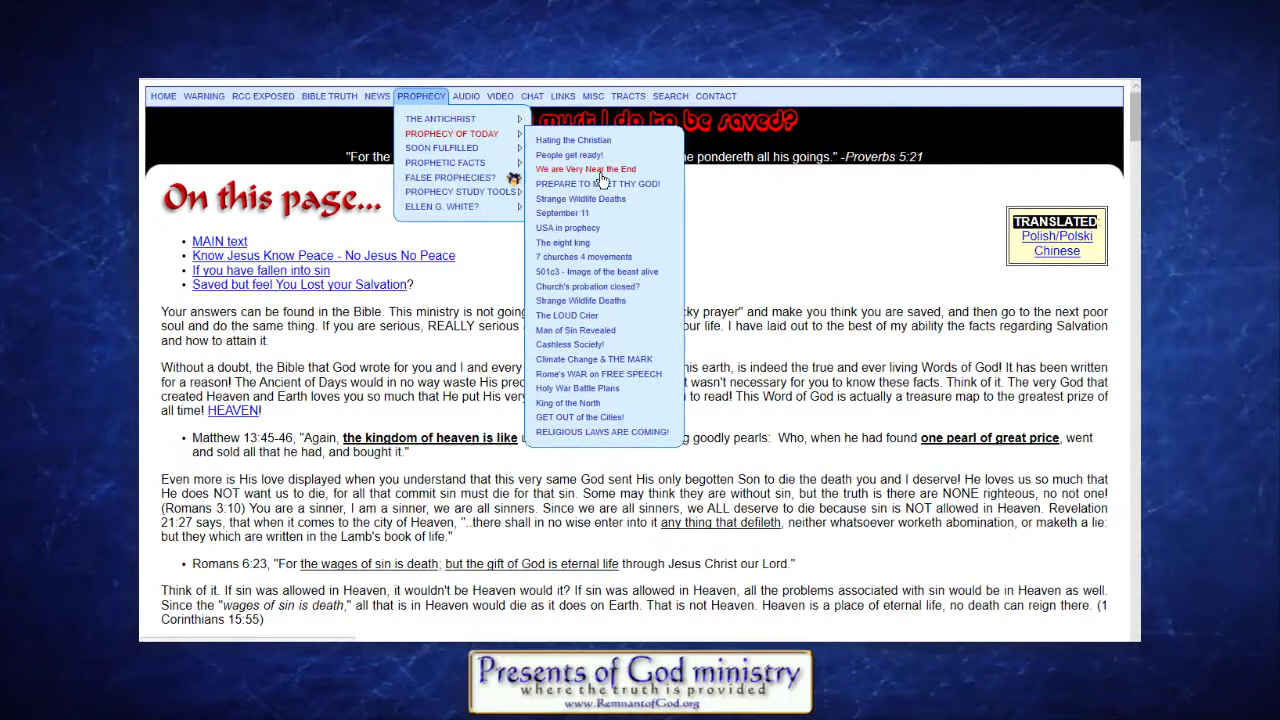 HOME WARNING RCC EXPOSED BIBLE TRUTH NEWS PROPHECY AUDIO VIDEO CHAT LINKS MISC TRACTS SEARCH CONTACT
must I do to be saved?
"For the
me pondereth all his goings." -Proverbs 5:21
THE ANTICHRIST
PROPHECY OF TODAY
SOON FULFILLED
PROPHETIC FACTS
FALSE PROPHECIES?
PROPHECY STUDY TOOLS
ELLEN G. WHITE?
Hating the Christian
People get ready!
We are Very Near the End
PREPARE TO MEET THY GOD!
Strange Wildlife Deaths
September 11
USA in prophecy
The eight king
7 churches 4 movements
501c3 - Image of the beast alive
Church's probation closed?
Strange Wildlife Deaths
The LOUD Crier
Man of Sin Revealed
Cashless Society!
Climate Change & THE MARK
Rome's WAR on FREE SPEECH
Holy War Battle Plans
King of the North
GET OUT of the Cities!
RELIGIOUS LAWS ARE COMING!
On this page...
TRANSLATED:
Polish/Polski
Chinese
• MAIN text
• Know Jesus Know Peace - No Jesus No Peace
• If you have fallen into sin
• Saved but feel You Lost your Salvation?
Your answers can be found in the Bible. This ministry is not going cky prayer" and make you think you are saved, and then go to the next poor
soul and do the same thing. If you are serious, REALLY serious our life. I have laid out to the best of my ability the facts regarding Salvation
and how to attain it.
Without a doubt, the Bible that God wrote for you and I and every his earth, is indeed the true and ever living Words of God! It has been written
for a reason! The Ancient of Days would in no way waste His pre t wasn't necessary for you to know these facts. Think of it. The very God that
created Heaven and Earth loves you so much that He put His very to read! This Word of God is actually a treasure map to the greatest prize of
all time! HEAVEN!
• Matthew 13:45-46, "Again, the kingdom of heaven is like g goodly pearls: Who, when he had found one pearl of great price, went
and sold all that he had, and bought it."
Even more is His love displayed when you understand that this very same God sent His only begotten Son to die the death you and I deserve! He loves us so much that
He does NOT want us to die, for all that commit sin must die for that sin. Some may think they are without sin, but the truth is there are NONE righteous, no not one!
(Romans 3:10) You are a sinner, I am a sinner, we are all sinners. Since we are all sinners, we ALL deserve to die because sin is NOT allowed in Heaven. Revelation
21:27 says, that when it comes to the city of Heaven, "..there shall in no wise enter into it any thing that defileth, neither whatsoever worketh abomination, or maketh a lie:
but they which are written in the Lamb's book of life."
• Romans 6:23, "For the wages of sin is death; but the gift of God is eternal life through Jesus Christ our Lord."
Think of it. If sin was allowed in Heaven, it wouldn't be Heaven would it? If sin was allowed in Heaven, all the problems associated with sin would be in Heaven as well.
Since the "wages of sin is death," all that is in Heaven would die as it does on Earth. That is not Heaven. Heaven is a place of eternal life, no death can reign there. (1
Corinthians 15:55)
Presents of God ministry
where the truth is provided
www.RemnantofGod.org